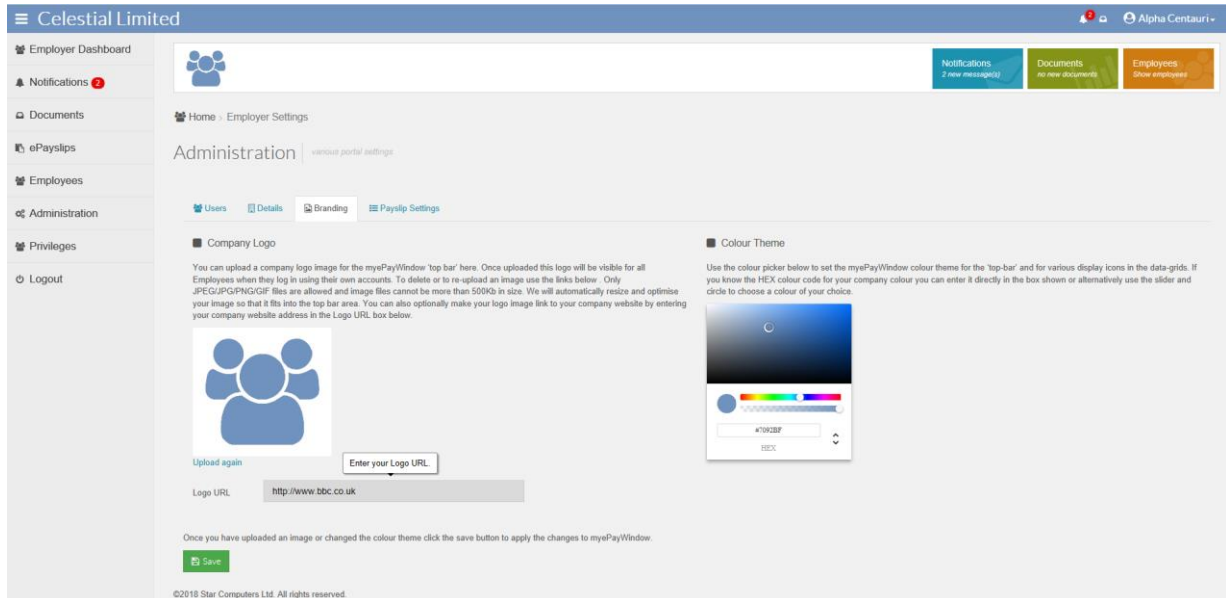 Celestial Limited
2
Alpha Centauri
Employer Dashboard
Notifications 2
Documents
ePayslips
Employees
Administration
Privileges
Logout
Notifications
2 new message(s)
Documents
no new documents
Employees
Show employees
Home > Employer Settings
Administration
various portal settings
Users
Details
Branding
Payslip Settings
Company Logo
You can upload a company logo image for the myePayWindow 'top bar' here. Once uploaded this logo will be visible for all
Employees when they log in using their own accounts. To delete or to re-upload an image use the links below . Only
JPEG/JPG/PNG/GIF files are allowed and image files cannot be more than 500Kb in size. We will automatically resize and optimise
your image so that it fits into the top bar area. You can also optionally make your logo image link to your company website by entering
your company website address in the Logo URL box below.
Upload again
Enter your Logo URL.
Logo URL
http://www.bbc.co.uk
Colour Theme
Use the colour picker below to set the myePayWindow colour theme for the 'top-bar' and for various display icons in the data-grids. If
you know the HEX colour code for your company colour you can enter it directly in the box shown or alternatively use the slider and
circle to choose a colour of your choice.
#7092BF
HEX
Once you have uploaded an image or changed the colour theme click the save button to apply the changes to myePayWindow.
Save
©2018 Star Computers Ltd. All rights reserved.